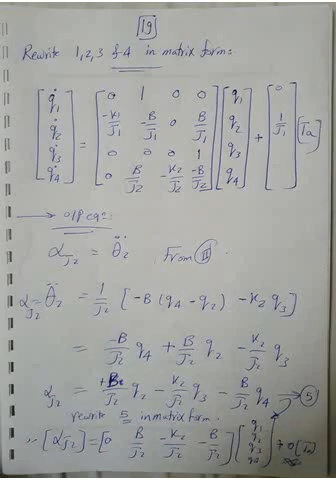 19
Rewrite 1,2,3 & 4 in matrix form:
[q̇1 q̇2 q̇3 q̇4] = [0 1 0 0 ; -K1/J1 -B/J1 0 B/J1 ; 0 0 0 1 ; 0 B/J2 -K2/J2 -B/J2] [q1 q2 q3 q4] + [0 1/J1 ] [Ta]
→ o/p eqn:
αJ2 = θ̈2 From II
αJ2 = θ̈2 = 1/J2 [-B (q4 - q2) - K2 q3]
= -B/J2 q4 + B/J2 q2 - K2/J2 q3
αJ2 = +B/J2 q2 - K2/J2 q3 - B/J2 q4 → 5
rewrite 5 in matrix form.
∴ [αJ2] = [0 B/J2 -K2/J2 -B/J2] [q1 q2 q3 q4] + 0[Ta]